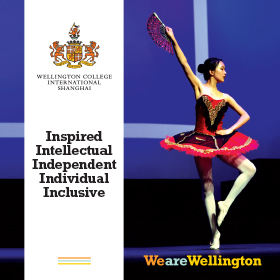 WELLINGTON COLLEGE
INTERNATIONAL
SHANGHAI
Inspired
Intellectual
Independent
Individual
Inclusive
WeareWellington